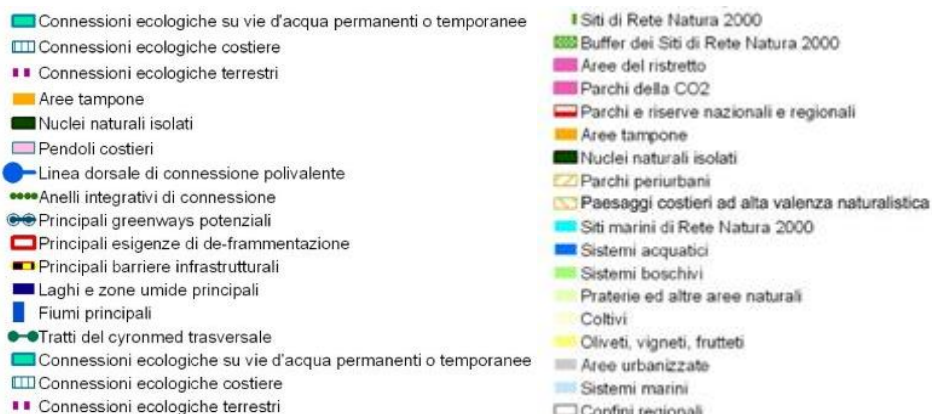 Connessioni ecologiche su vie d'acqua permanenti o temporanee
Connessioni ecologiche costiere
Connessioni ecologiche terrestri
Aree tampone
Nuclei naturali isolati
Pendoli costieri
Linea dorsale di connessione polivalente
Anelli integrativi di connessione
Principali greenways potenziali
Principali esigenze di de-frammentazione
Principali barriere infrastrutturali
Laghi e zone umide principali
Fiumi principali
Tratti del cyronmed trasversale
Connessioni ecologiche su vie d'acqua permanenti o temporanee
Connessioni ecologiche costiere
Connessioni ecologiche terrestri
Siti di Rete Natura 2000
Buffer dei Siti di Rete Natura 2000
Aree del ristretto
Parchi della CO2
Parchi e riserve nazionali e regionali
Aree tampone
Nuclei naturali isolati
Parchi periurbani
Paesaggi costieri ad alta valenza naturalistica
Siti marini di Rete Natura 2000
Sistemi acquatici
Sistemi boschivi
Praterie ed altre aree naturali
Coltivi
Oliveti, vigneti, frutteti
Aree urbanizzate
Sistemi marini
Confini regionali